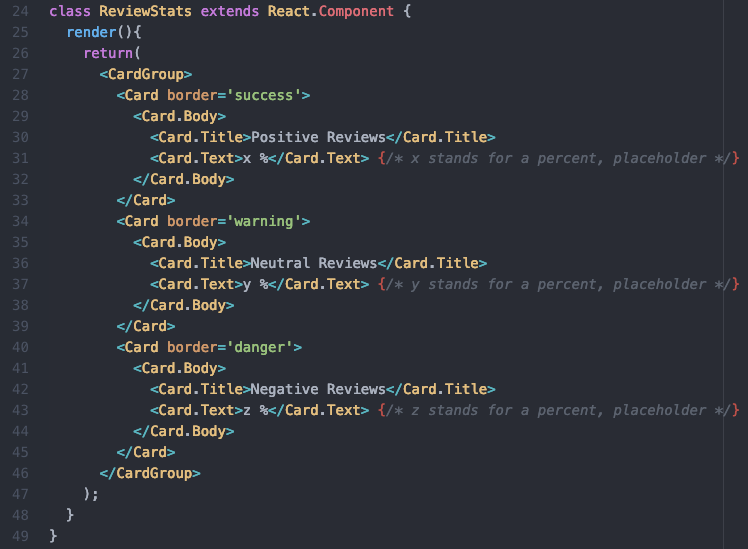 24 class ReviewStats extends React.Component {
25   render(){
26     return(
27       <CardGroup>
28         <Card border='success'>
29           <Card.Body>
30             <Card.Title>Positive Reviews</Card.Title>
31             <Card.Text>x %</Card.Text> {/* x stands for a percent, placeholder */}
32           </Card.Body>
33         </Card>
34         <Card border='warning'>
35           <Card.Body>
36             <Card.Title>Neutral Reviews</Card.Title>
37             <Card.Text>y %</Card.Text> {/* y stands for a percent, placeholder */}
38           </Card.Body>
39         </Card>
40         <Card border='danger'>
41           <Card.Body>
42             <Card.Title>Negative Reviews</Card.Title>
43             <Card.Text>z %</Card.Text> {/* z stands for a percent, placeholder */}
44           </Card.Body>
45         </Card>
46       </CardGroup>
47     );
48   }
49 }